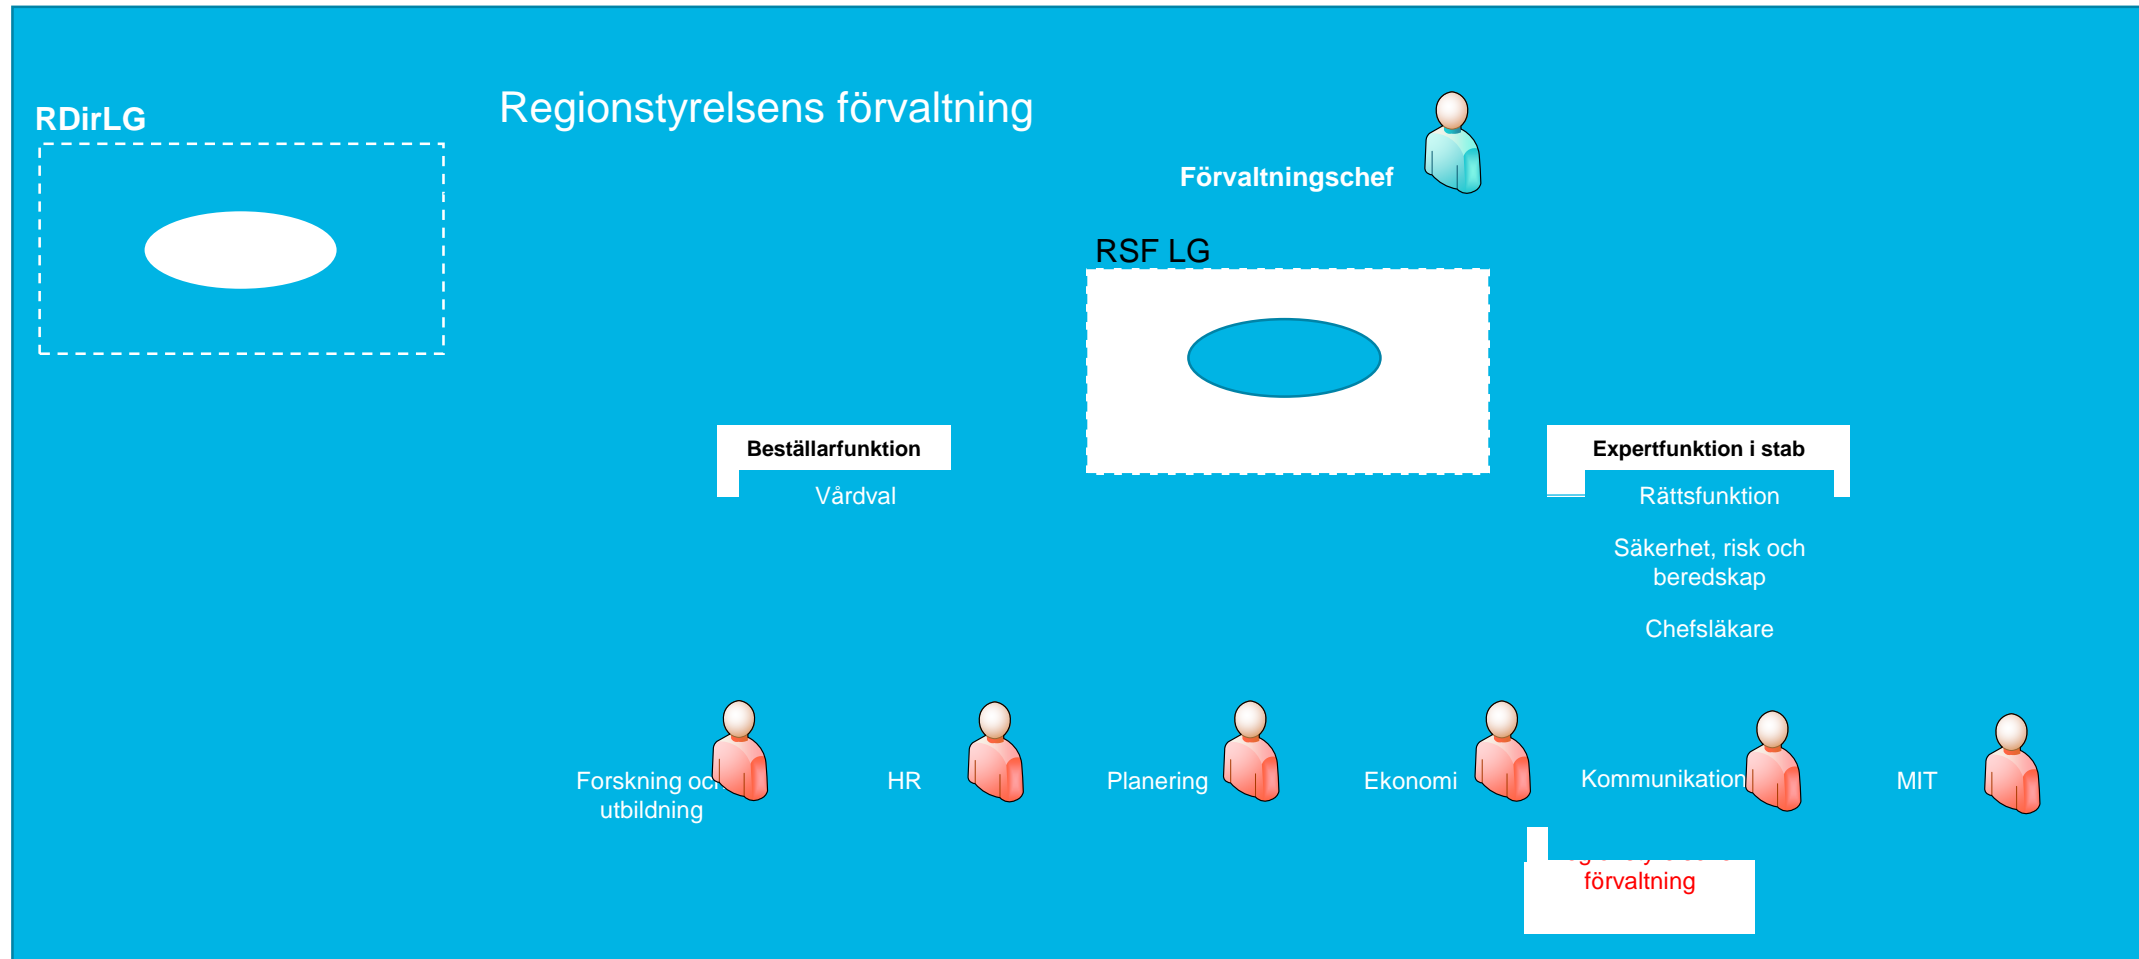 Regionstyrelsens förvaltning
RDirLG
Förvaltningschef
RSF LG
Beställarfunktion
Vårdval
Expertfunktion i stab
Rättsfunktion
Säkerhet, risk och
beredskap
Chefsläkare
Forskning och
utbildning
HR
Planering
Ekonomi
Kommunikation
MIT
förvaltning